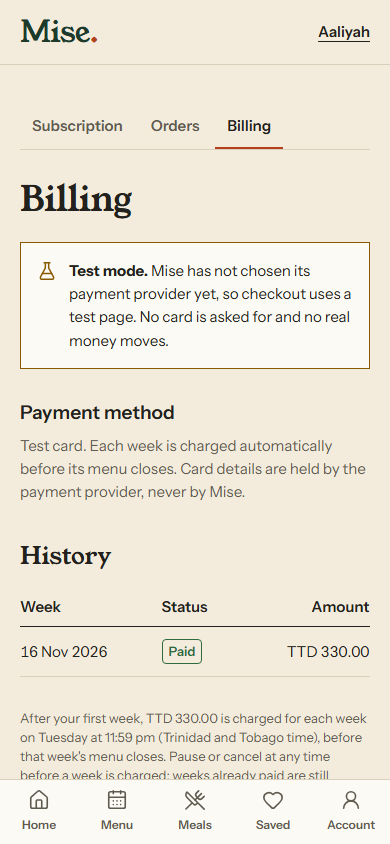 Mise.
Aaliyah
Subscription
Orders
Billing
Billing
Test mode. Mise has not chosen its
payment provider yet, so checkout uses a
test page. No card is asked for and no real
money moves.
Payment method
Test card. Each week is charged automatically
before its menu closes. Card details are held by the
payment provider, never by Mise.
History
Week Status Amount
16 Nov 2026 Paid TTD 330.00
After your first week, TTD 330.00 is charged for each week
on Tuesday at 11:59 pm (Trinidad and Tobago time), before
that week's menu closes. Pause or cancel at any time
before a week is charged; weeks already paid are still
Home Menu Meals Saved Account